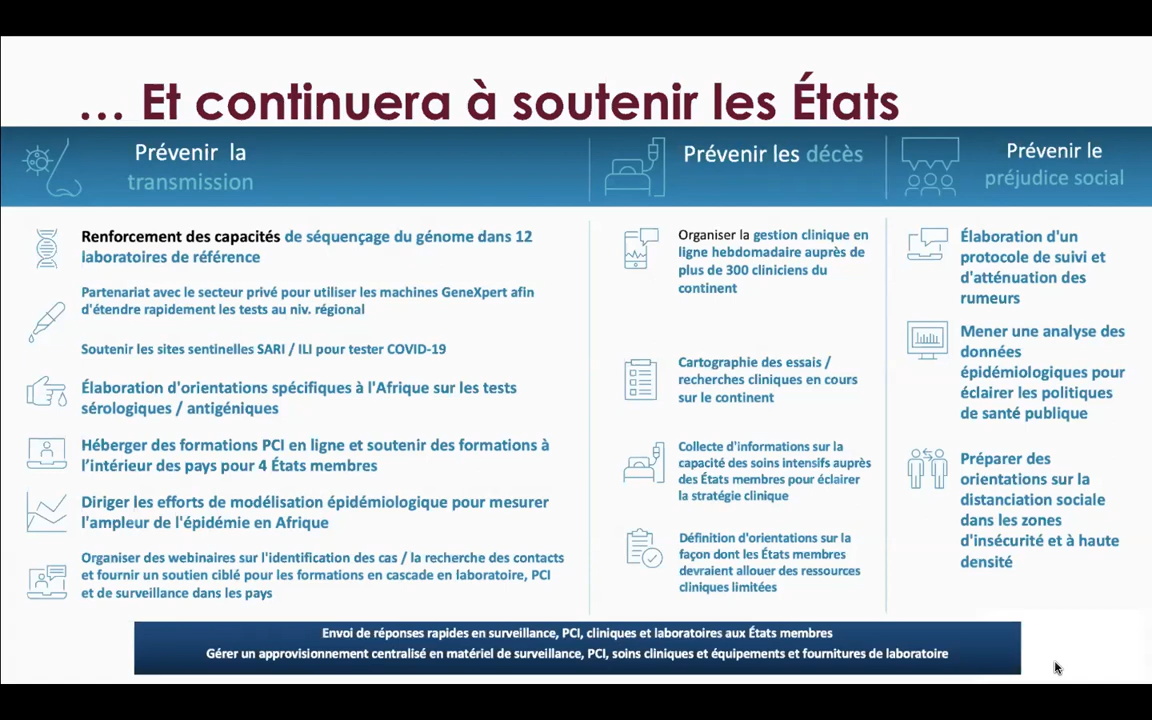 … Et continuera à soutenir les États
Prévenir la
transmission
Renforcement des capacités de séquençage du génome dans 12
laboratoires de référence
Partenariat avec le secteur privé pour utiliser les machines GeneXpert afin
d'étendre rapidement les tests au niv. régional
Soutenir les sites sentinelles SARI / ILI pour tester COVID-19
Élaboration d'orientations spécifiques à l'Afrique sur les tests
sérologiques / antigéniques
Héberger des formations PCI en ligne et soutenir des formations à
l’intérieur des pays pour 4 États membres
Diriger les efforts de modélisation épidémiologique pour mesurer
l'ampleur de l'épidémie en Afrique
Organiser des webinaires sur l'identification des cas / la recherche des contacts
et fournir un soutien ciblé pour les formations en cascade en laboratoire, PCI
et de surveillance dans les pays
Prévenir les décès
Organiser la gestion clinique en
ligne hebdomadaire auprès de
plus de 300 cliniciens du
continent
Cartographie des essais /
recherches cliniques en cours
sur le continent
Collecte d'informations sur la
capacité des soins intensifs auprès
des États membres pour éclairer
la stratégie clinique
Définition d'orientations sur la
façon dont les États membres
devraient allouer des ressources
cliniques limitées
Prévenir le
préjudice social
Élaboration d'un
protocole de suivi et
d'atténuation des
rumeurs
Mener une analyse des
données
épidémiologiques pour
éclairer les politiques
de santé publique
Préparer des
orientations sur la
distanciation sociale
dans les zones
d'insécurité et à haute
densité
Envoi de réponses rapides en surveillance, PCI, cliniques et laboratoires aux États membres
Gérer un approvisionnement centralisé en matériel de surveillance, PCI, soins cliniques et équipements et fournitures de laboratoire